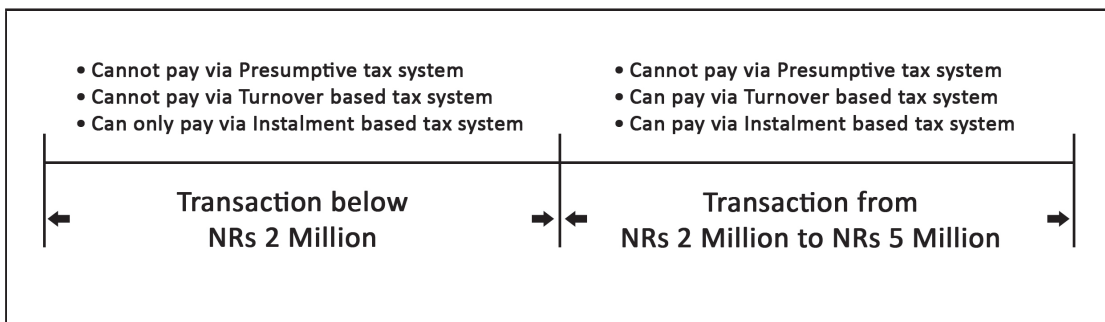 • Cannot pay via Presumptive tax system
• Cannot pay via Turnover based tax system
• Can only pay via Instalment based tax system
• Cannot pay via Presumptive tax system
• Can pay via Turnover based tax system
• Can pay via Instalment based tax system
Transaction below
NRs 2 Million
Transaction from
NRs 2 Million to NRs 5 Million